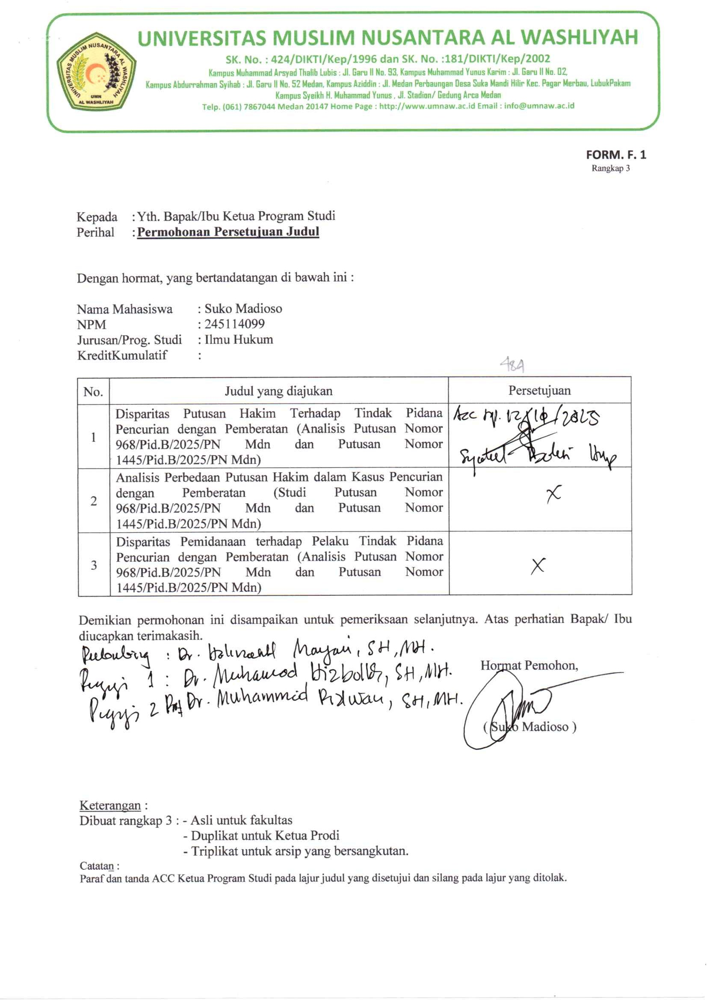 UNIVERSITAS MUSLIM NUSANTARA AL WASHLIYAH
UMN
AL WASHLIYAH
UNIVERSITAS MUSLIM NUSANTARA AL WASHLIYAH
SK. No. : 424/DIKTI/Kep/1996 dan SK. No. :181/DIKTI/Kep/2002
Kampus Muhammad Arsyad Thalib Lubis : Jl. Garu II No. 93, Kampus Muhammad Yunus Karim : Jl. Garu II No. 02,
Kampus Abdurrahman Syihab : Jl. Garu II No. 52 Medan, Kampus Aziddin : Jl. Medan Perbaungan Desa Suka Mandi Hilir Kec. Pagar Merbau, LubukPakam
Kampus Syeikh H. Muhammad Yunus , Jl. Stadion/ Gedung Arca Medan
Telp. (061) 7867044 Medan 20147 Home Page : http://www.umnaw.ac.id Email : info@umnaw.ac.id
FORM. F. 1
Rangkap 3
Kepada : Yth. Bapak/Ibu Ketua Program Studi
Perihal : Permohonan Persetujuan Judul
Dengan hormat, yang bertandatangan di bawah ini :
Nama Mahasiswa : Suko Madioso
NPM : 245114099
Jurusan/Prog. Studi : Ilmu Hukum
KreditKumulatif :
No. Judul yang diajukan Persetujuan
1
Disparitas Putusan Hakim Terhadap Tindak Pidana
Pencurian dengan Pemberatan (Analisis Putusan Nomor
968/Pid.B/2025/PN Mdn dan Putusan Nomor
1445/Pid.B/2025/PN Mdn)
Acc
2
Analisis Perbedaan Putusan Hakim dalam Kasus Pencurian
dengan Pemberatan (Studi Putusan Nomor
968/Pid.B/2025/PN Mdn dan Putusan Nomor
1445/Pid.B/2025/PN Mdn)
X
3
Disparitas Pemidanaan terhadap Pelaku Tindak Pidana
Pencurian dengan Pemberatan (Analisis Putusan Nomor
968/Pid.B/2025/PN Mdn dan Putusan Nomor
1445/Pid.B/2025/PN Mdn)
X
Demikian permohonan ini disampaikan untuk pemeriksaan selanjutnya. Atas perhatian Bapak/ Ibu
diucapkan terimakasih.
: Dr. SH, MH.
1 : Dr. Muhamad SH, MH.
2 Prof Dr. Muhammad Ridwan, SH, MH.
Hormat Pemohon,
( Suko Madioso )
Keterangan :
Dibuat rangkap 3 : - Asli untuk fakultas
- Duplikat untuk Ketua Prodi
- Triplikat untuk arsip yang bersangkutan.
Catatan :
Paraf dan tanda ACC Ketua Program Studi pada lajur judul yang disetujui dan silang pada lajur yang ditolak.